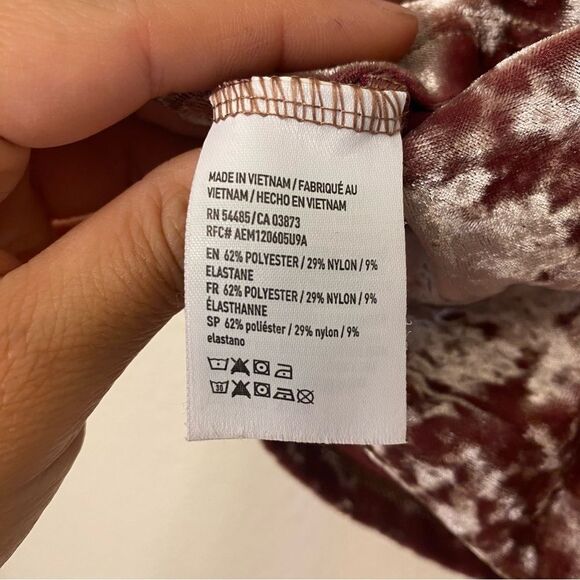 MADE IN VIETNAM / FABRIQUÉ AU
VIETNAM / HECHO EN VIETNAM
RN 54485 / CA 03873
RFC# AEM120605U9A
EN 62% POLYESTER / 29% NYLON / 9%
ELASTANE
FR 62% POLYESTER / 29% NYLON / 9%
ÉLASTHANNE
SP 62% poliéster / 29% nylon / 9%
elastano
30